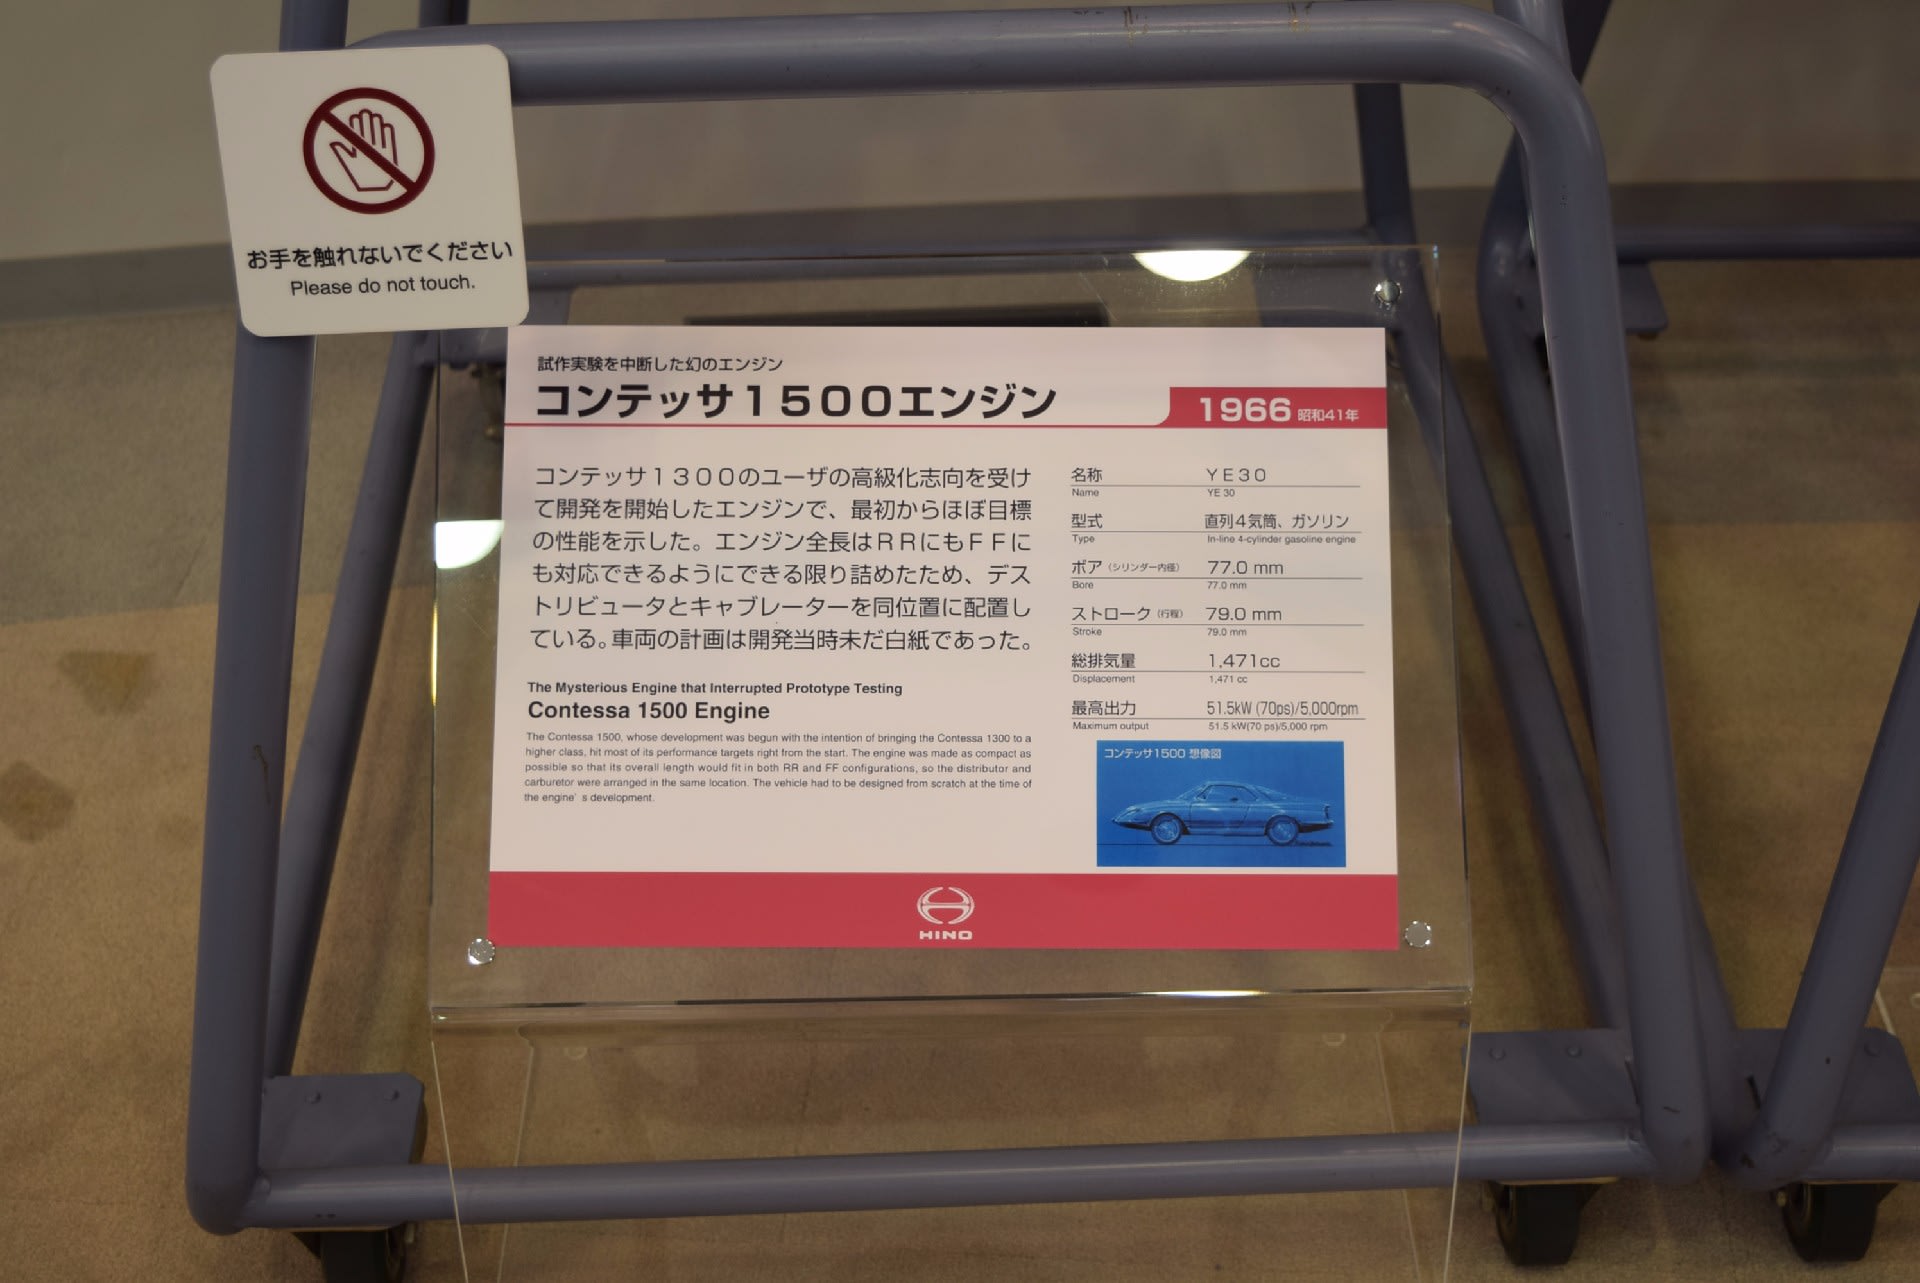 お手を触れないでください
Please do not touch.
試作実験を中断した幻のエンジン
コンテッサ１５００エンジン
1966 昭和41年
コンテッサ１３００のユーザの高級化志向を受け
て開発を開始したエンジンで、最初からほぼ目標
の性能を示した。エンジン全長はＲＲにもＦＦに
も対応できるようにできる限り詰めたため、デス
トリビュータとキャブレーターを同位置に配置し
ている。車両の計画は開発当時未だ白紙であった。
The Mysterious Engine that Interrupted Prototype Testing
Contessa 1500 Engine
The Contessa 1500, whose development was begun with the intention of bringing the Contessa 1300 to a
higher class, hit most of its performance targets right from the start. The engine was made as compact as
possible so that its overall length would fit in both RR and FF configurations, so the distributor and
carburetor were arranged in the same location. The vehicle had to be designed from scratch at the time of
the engine’s development.
名称 ＹＥ３０
Name YE 30
型式 直列４気筒、ガソリン
Type In-line 4-cylinder gasoline engine
ボア（シリンダー内径） 77.0 mm
Bore 77.0 mm
ストローク（行程） 79.0 mm
Stroke 79.0 mm
総排気量 1,471cc
Displacement 1,471 cc
最高出力 51.5kW (70ps)/5,000rpm
Maximum output 51.5 kW(70 ps)/5,000 rpm
コンテッサ1500 想像図
HINO